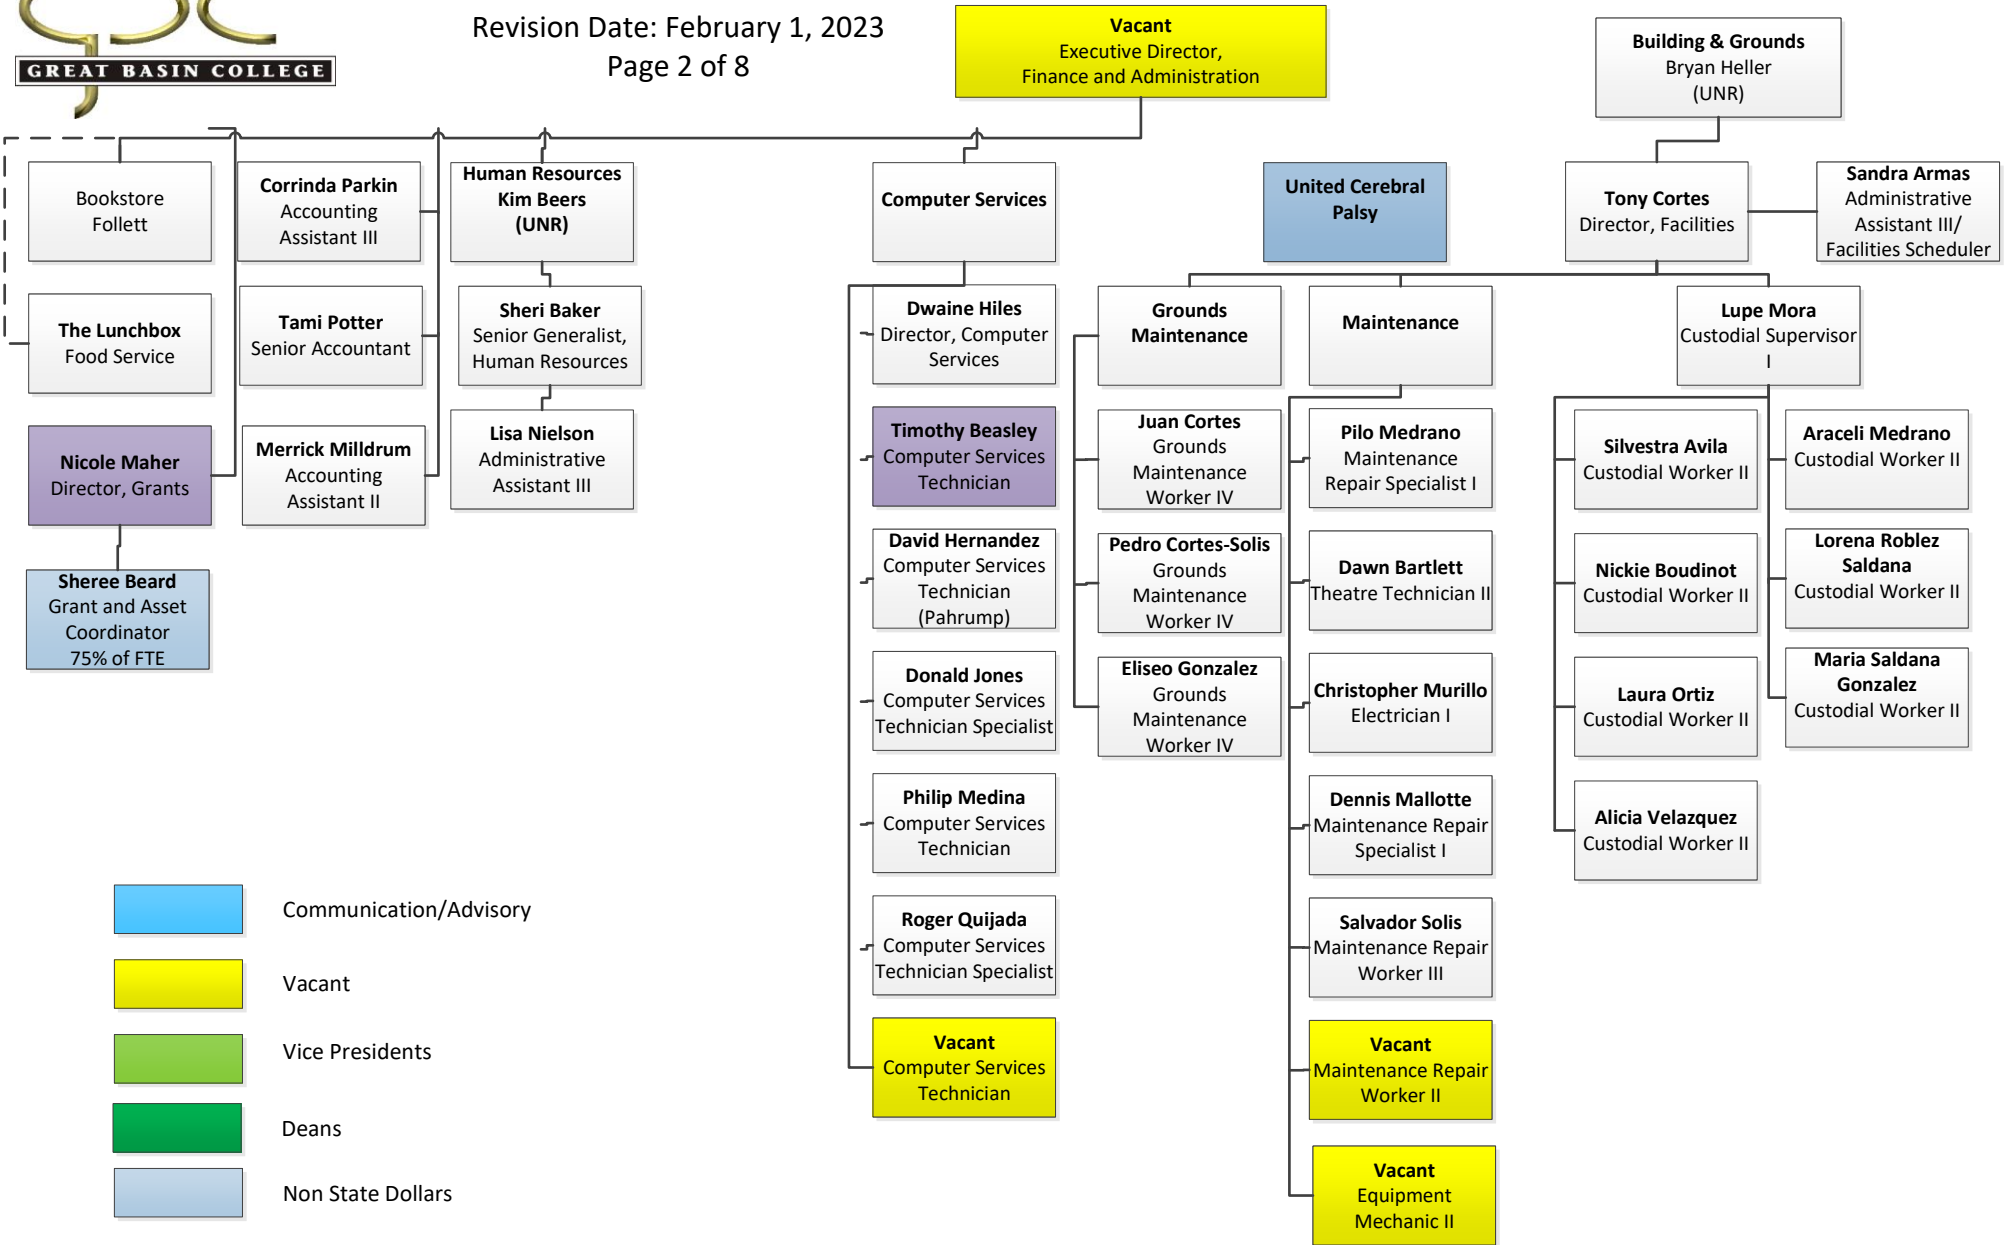 GREAT BASIN COLLEGE
Revision Date: February 1, 2023
Page 2 of 8
Vacant
Executive Director,
Finance and Administration
Building & Grounds
Bryan Heller
(UNR)
Bookstore
Follett
Corrinda Parkin
Accounting
Assistant III
Human Resources
Kim Beers
(UNR)
Computer Services
United Cerebral
Palsy
Tony Cortes
Director, Facilities
Sandra Armas
Administrative
Assistant III/
Facilities Scheduler
The Lunchbox
Food Service
Tami Potter
Senior Accountant
Sheri Baker
Senior Generalist,
Human Resources
Dwaine Hiles
Director, Computer
Services
Grounds
Maintenance
Maintenance
Lupe Mora
Custodial Supervisor
I
Nicole Maher
Director, Grants
Merrick Milldrum
Accounting
Assistant II
Lisa Nielson
Administrative
Assistant III
Timothy Beasley
Computer Services
Technician
Juan Cortes
Grounds
Maintenance
Worker IV
Pilo Medrano
Maintenance
Repair Specialist I
Silvestra Avila
Custodial Worker II
Araceli Medrano
Custodial Worker II
Sheree Beard
Grant and Asset
Coordinator
75% of FTE
David Hernandez
Computer Services
Technician
(Pahrump)
Pedro Cortes-Solis
Grounds
Maintenance
Worker IV
Dawn Bartlett
Theatre Technician II
Nickie Boudinot
Custodial Worker II
Lorena Roblez
Saldana
Custodial Worker II
Donald Jones
Computer Services
Technician Specialist
Eliseo Gonzalez
Grounds
Maintenance
Worker IV
Christopher Murillo
Electrician I
Laura Ortiz
Custodial Worker II
Maria Saldana
Gonzalez
Custodial Worker II
Philip Medina
Computer Services
Technician
Dennis Mallotte
Maintenance Repair
Specialist I
Alicia Velazquez
Custodial Worker II
Roger Quijada
Computer Services
Technician Specialist
Salvador Solis
Maintenance Repair
Worker III
Vacant
Computer Services
Technician
Vacant
Maintenance Repair
Worker II
Vacant
Equipment
Mechanic II
Communication/Advisory
Vacant
Vice Presidents
Deans
Non State Dollars